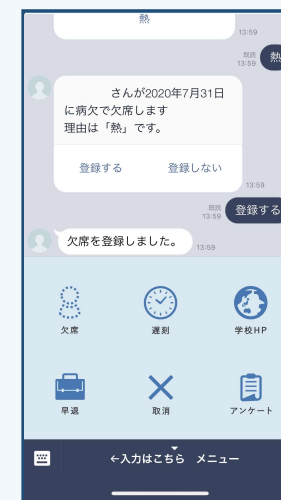 熱
13:59
既読
13:59
熱
さんが2020年7月31日
に病欠で欠席します
理由は「熱」です。
登録する 登録しない
13:59
既読
13:59
登録する
欠席を登録しました。
13:59
欠席 遅刻 学校HP
早退 取消 アンケート
←入力はこちら メニュー